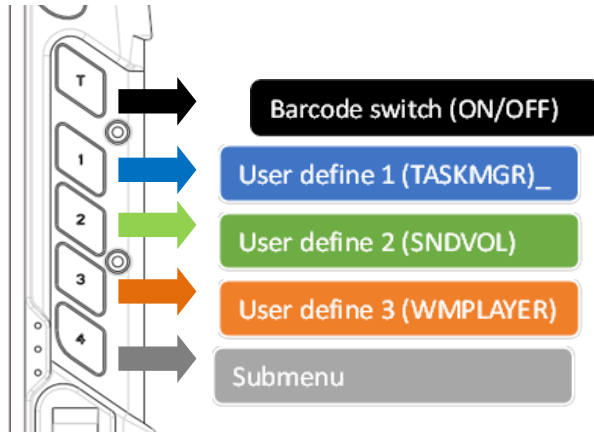 T
Barcode switch (ON/OFF)
1
User define 1 (TASKMGR)_
2
User define 2 (SNDVOL)
3
User define 3 (WMPLAYER)
4
Submenu